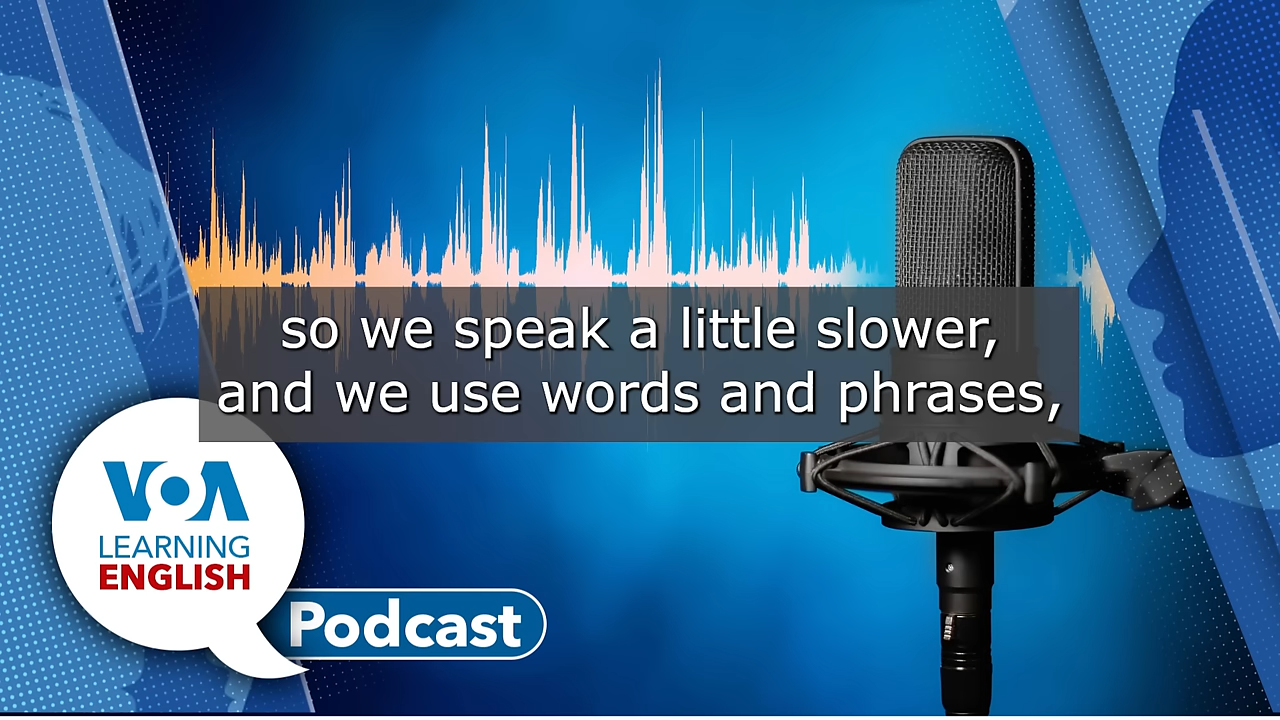 so we speak a little slower,
and we use words and phrases,
VOA
LEARNING
ENGLISH
Podcast